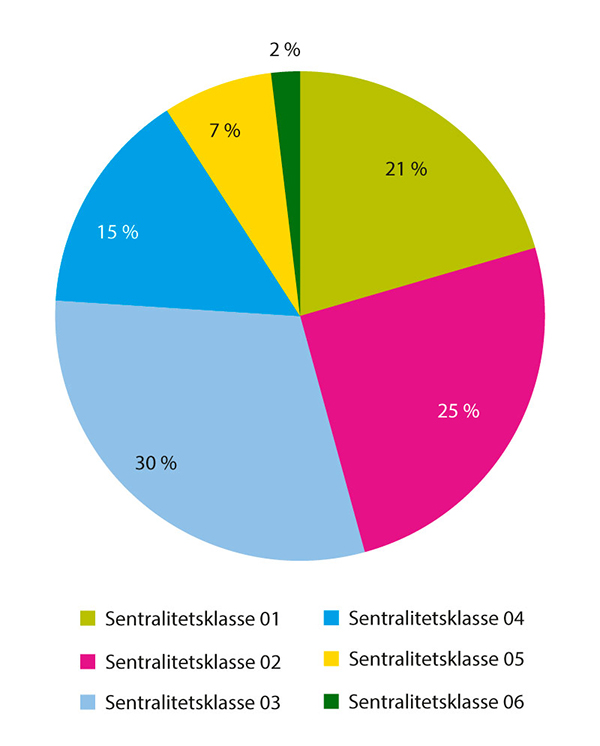 2 %
7 %
21 %
15 %
25 %
30 %
Sentralitetsklasse 01
Sentralitetsklasse 02
Sentralitetsklasse 03
Sentralitetsklasse 04
Sentralitetsklasse 05
Sentralitetsklasse 06